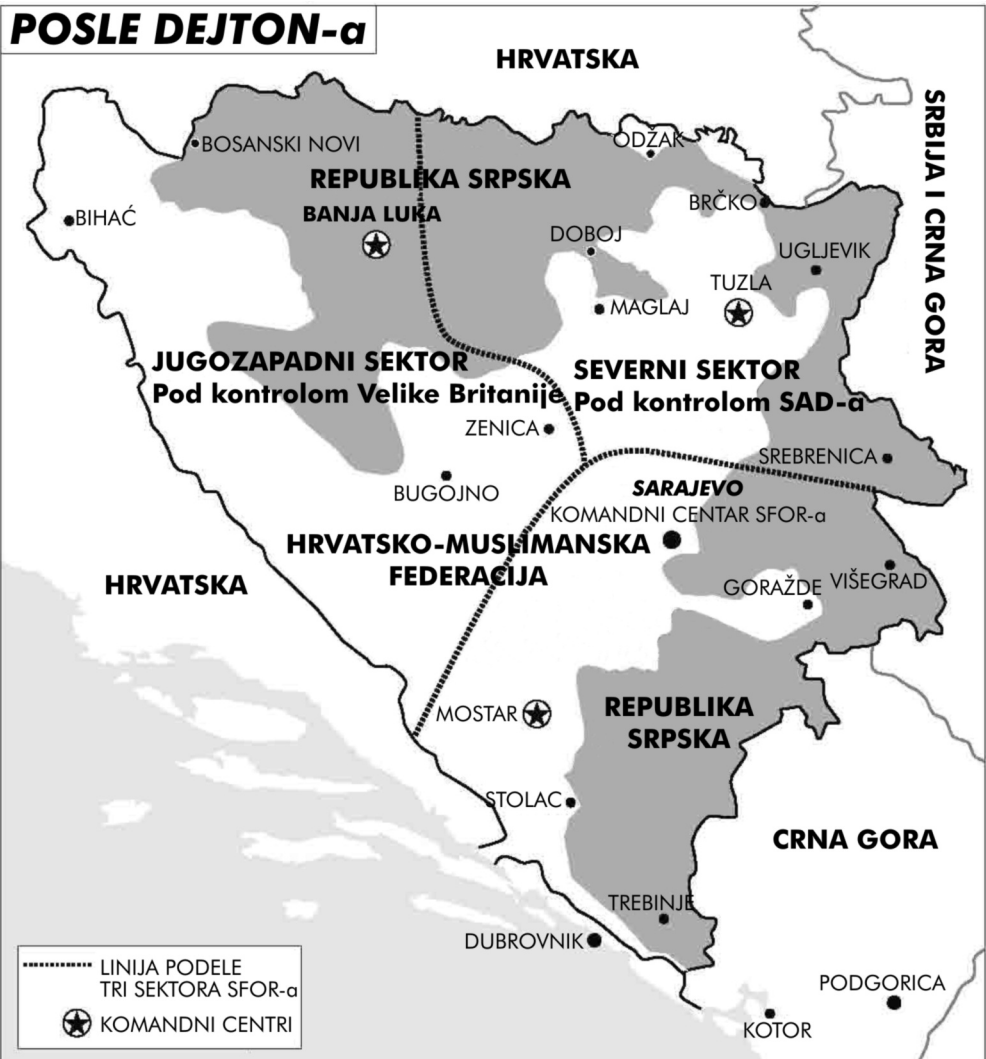 POSLE DEJTON-a
HRVATSKA
SRBIJA I CRNA GORA
BOSANSKI NOVI
ODŽAK
REPUBLIKA SRPSKA
BANJA LUKA
BRČKO
BIHAĆ
DOBOJ
UGLJEVIK
TUZLA
MAGLAJ
JUGOZAPADNI SEKTOR
Pod kontrolom Velike Britanije
SEVERNI SEKTOR
Pod kontrolom SAD-a
ZENICA
SREBRENICA
BUGOJNO
SARAJEVO
KOMANDNI CENTAR SFOR-a
HRVATSKO-MUSLIMANSKA
FEDERACIJA
HRVATSKA
GORAŽDE
VIŠEGRAD
MOSTAR
REPUBLIKA
SRPSKA
STOLAC
CRNA GORA
TREBINJE
DUBROVNIK
LINIJA PODELE
TRI SEKTORA SFOR-a
KOMANDNI CENTRI
PODGORICA
KOTOR